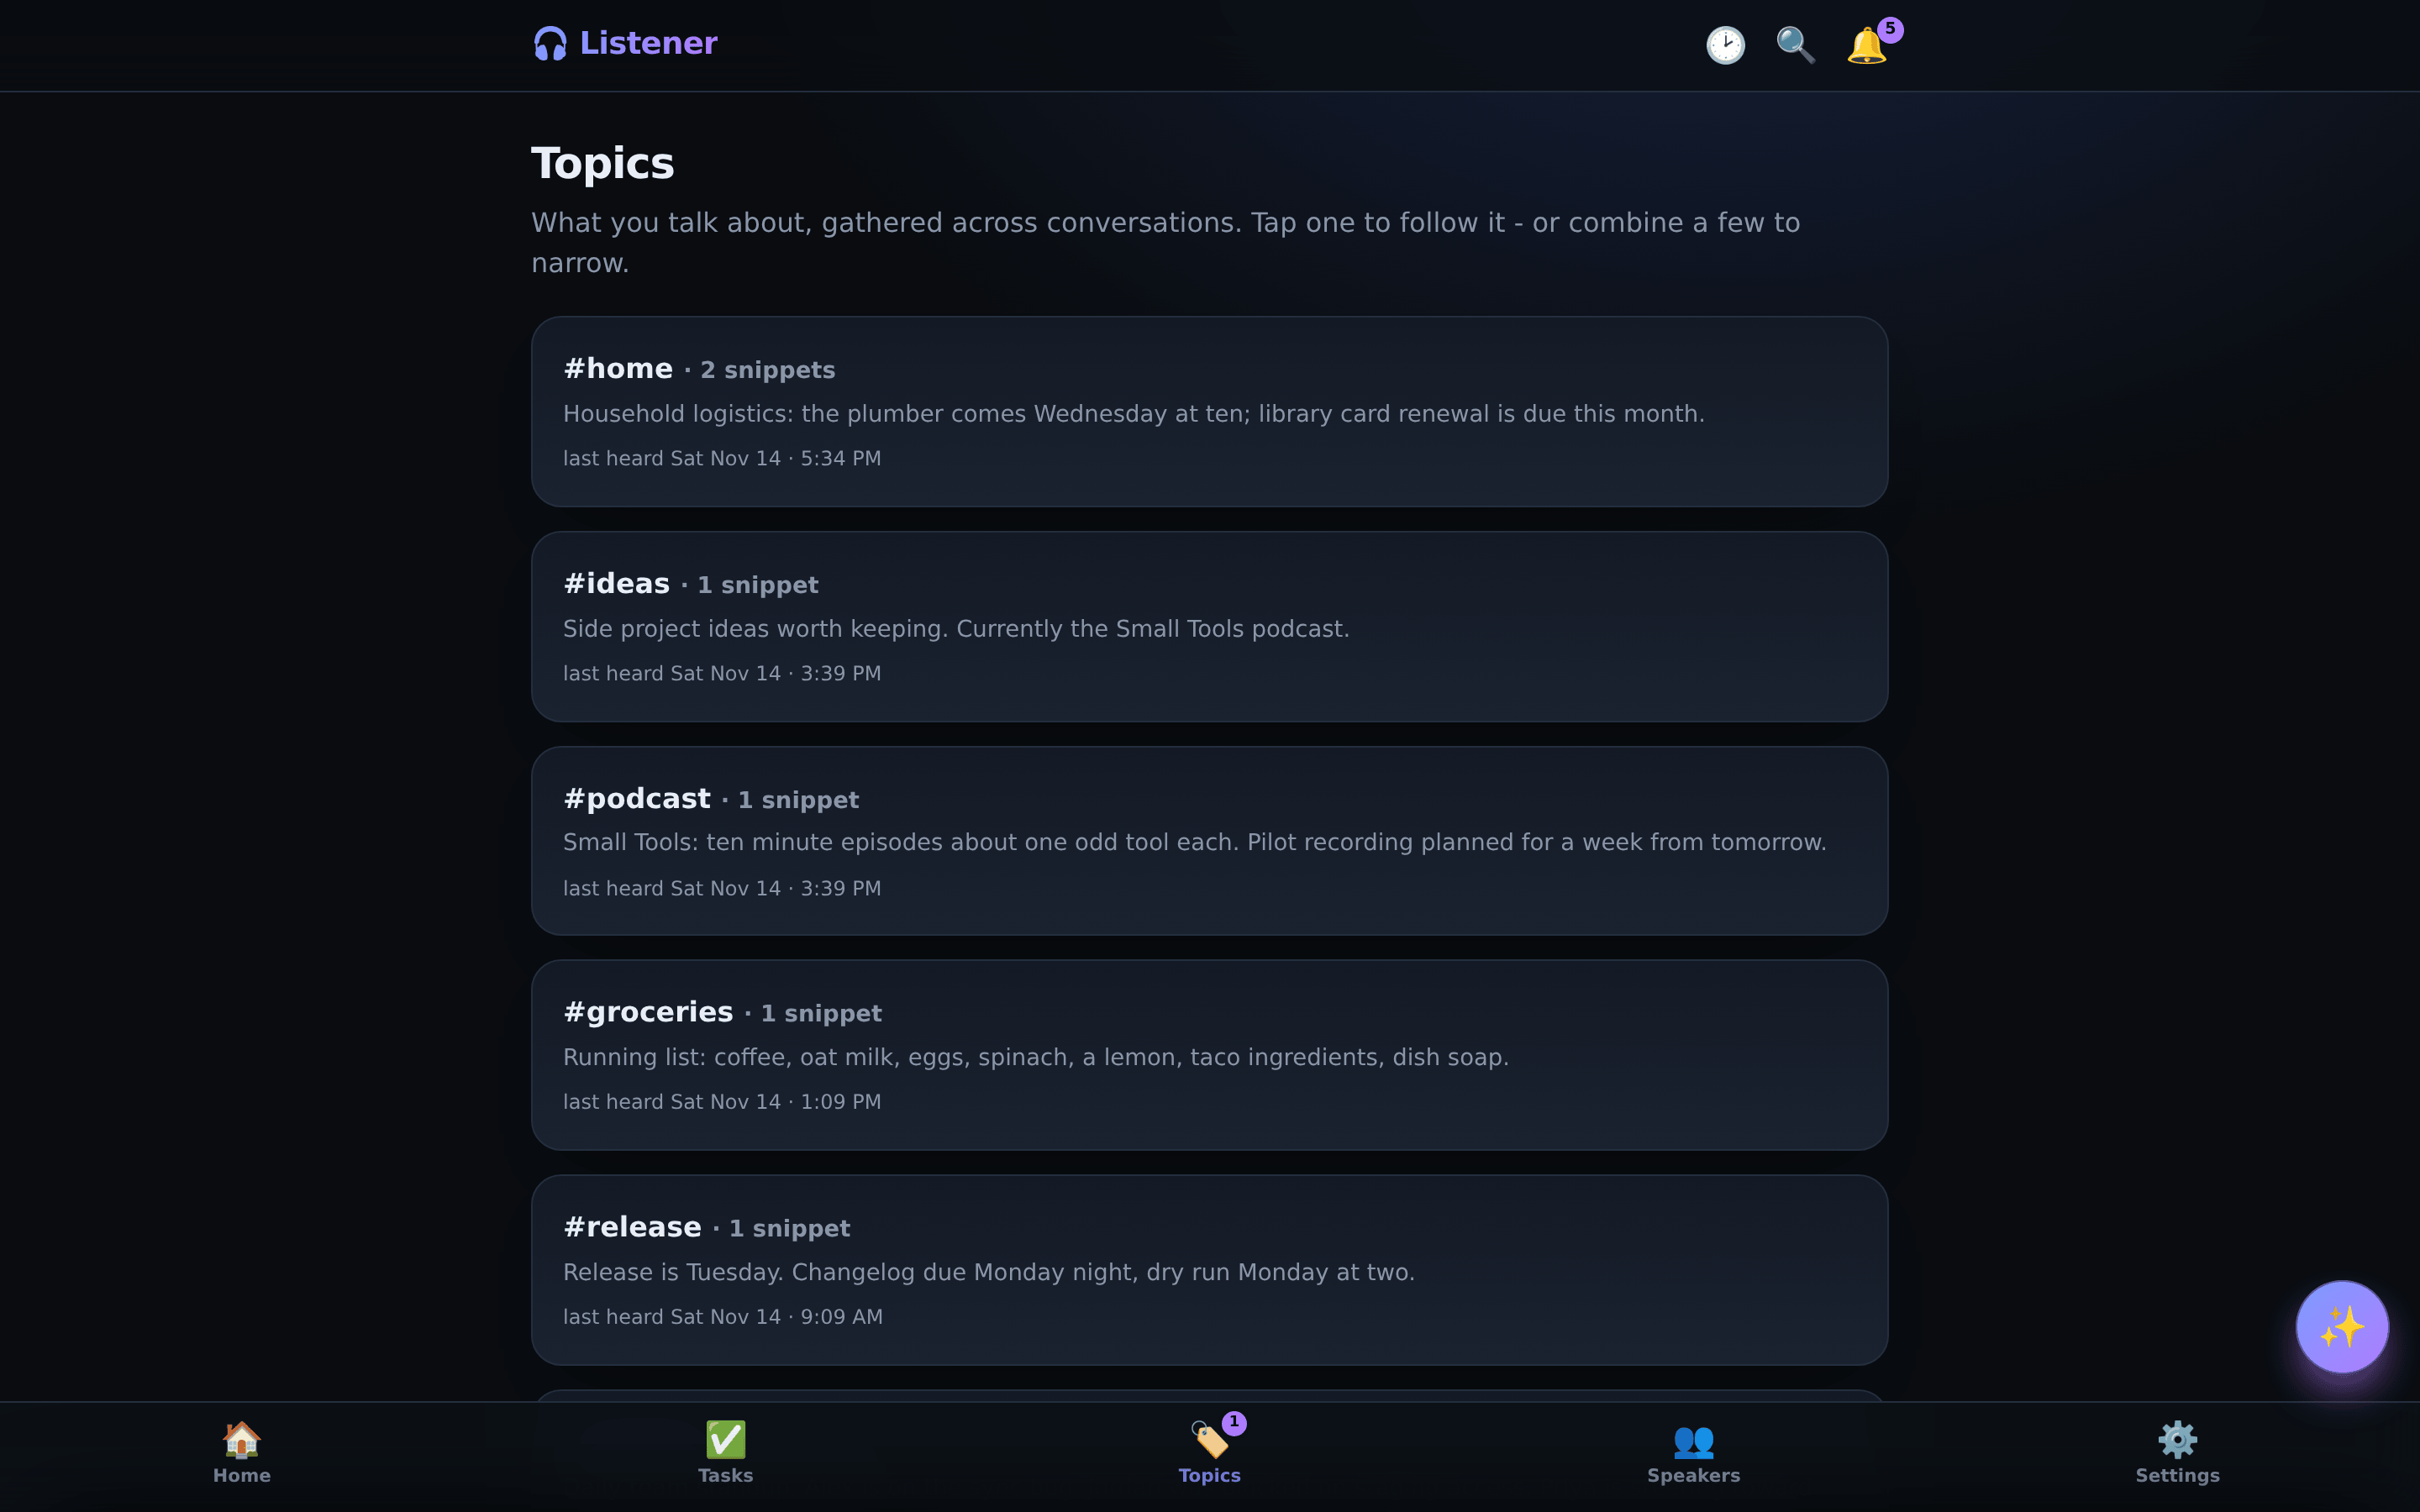 Listener
5
Topics
What you talk about, gathered across conversations. Tap one to follow it - or combine a few to
narrow.
#home · 2 snippets
Household logistics: the plumber comes Wednesday at ten; library card renewal is due this month.
last heard Sat Nov 14 · 5:34 PM
#ideas · 1 snippet
Side project ideas worth keeping. Currently the Small Tools podcast.
last heard Sat Nov 14 · 3:39 PM
#podcast · 1 snippet
Small Tools: ten minute episodes about one odd tool each. Pilot recording planned for a week from tomorrow.
last heard Sat Nov 14 · 3:39 PM
#groceries · 1 snippet
Running list: coffee, oat milk, eggs, spinach, a lemon, taco ingredients, dish soap.
last heard Sat Nov 14 · 1:09 PM
#release · 1 snippet
Release is Tuesday. Changelog due Monday night, dry run Monday at two.
last heard Sat Nov 14 · 9:09 AM
1
Home
Tasks
Topics
Speakers
Settings